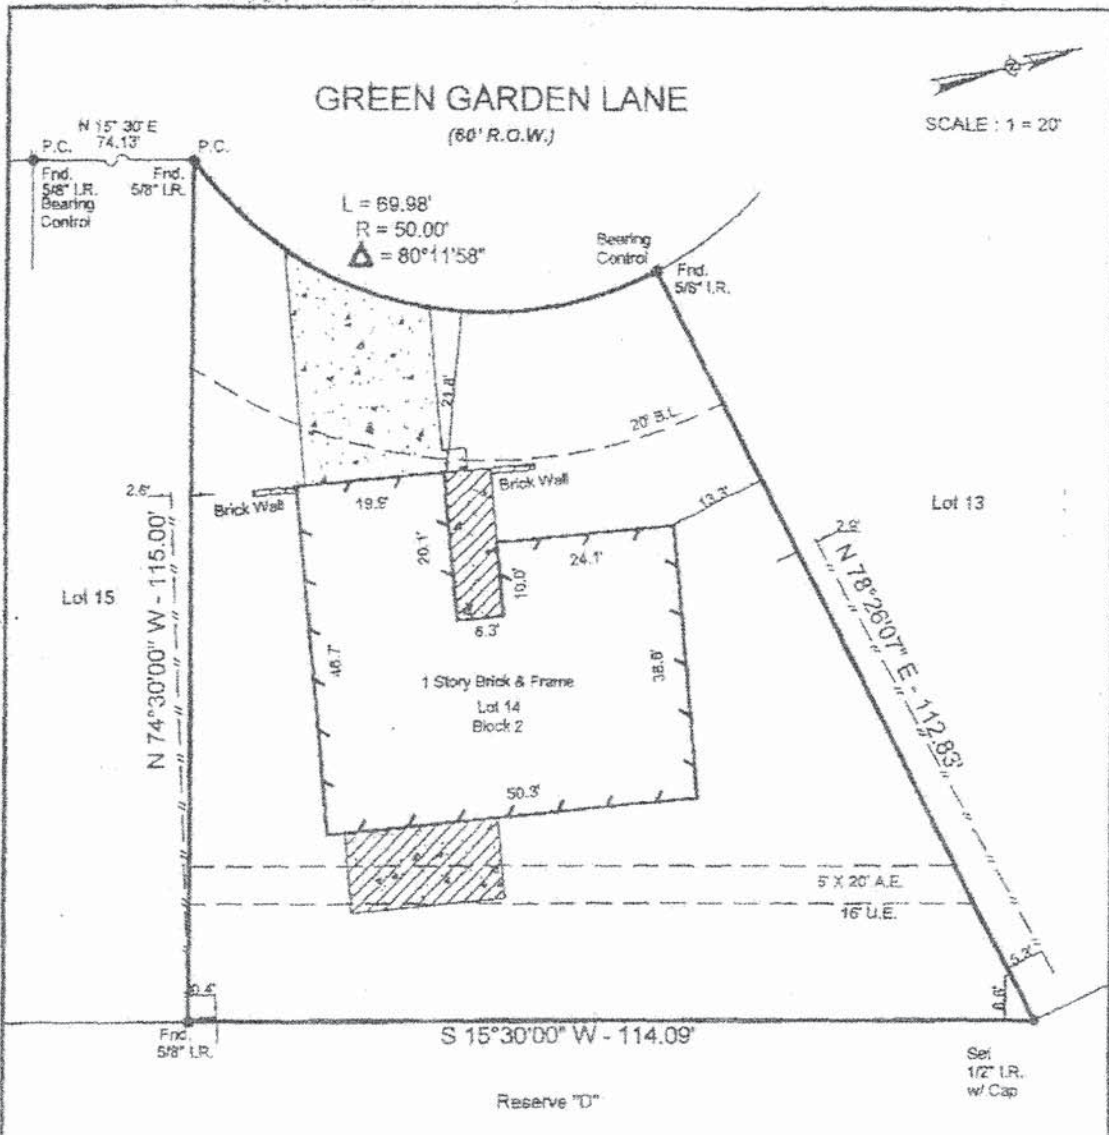 GREEN GARDEN LANE
(60' R.O.W.)
SCALE : 1 = 20'
N 15° 30' E
74.13'
P.C.
P.C.
Fnd.
5/8" I.R.
Bearing
Control
Fnd.
5/8" I.R.
L = 69.98'
R = 50.00'
Δ = 80°11'58"
Bearing
Control
Fnd.
5/8" I.R.
21.8'
20' B.L.
2.6'
Brick Wall
19.9'
Brick Wall
13.3'
Lot 13
2.9'
20.1'
10.0'
24.1'
Lot 15
6.3'
N 74°30'00" W - 115.00'
48.7'
1 Story Brick & Frame
Lot 14
Block 2
38.6'
N 78°26'07" E - 112.83'
50.3'
5' X 20' A.E.
16' U.E.
5.3'
0.4'
Fnd.
5/8" I.R.
S 15°30'00" W - 114.09'
Set
1/2" I.R.
w/ Cap
Reserve "D"